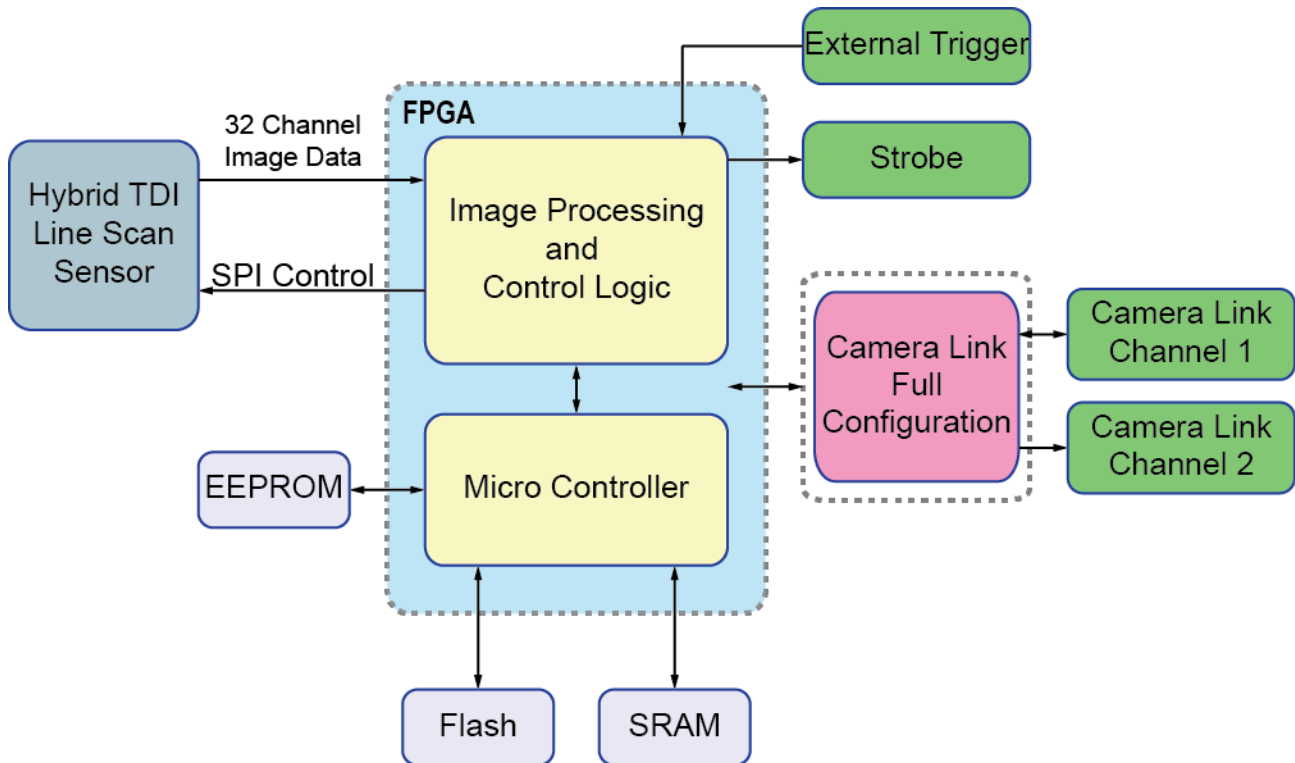 External Trigger
FPGA
32 Channel
Image Data
Strobe
Hybrid TDI
Line Scan
Sensor
Image Processing
and
Control Logic
SPI Control
Camera Link
Full
Configuration
Camera Link
Channel 1
Camera Link
Channel 2
EEPROM
Micro Controller
Flash
SRAM